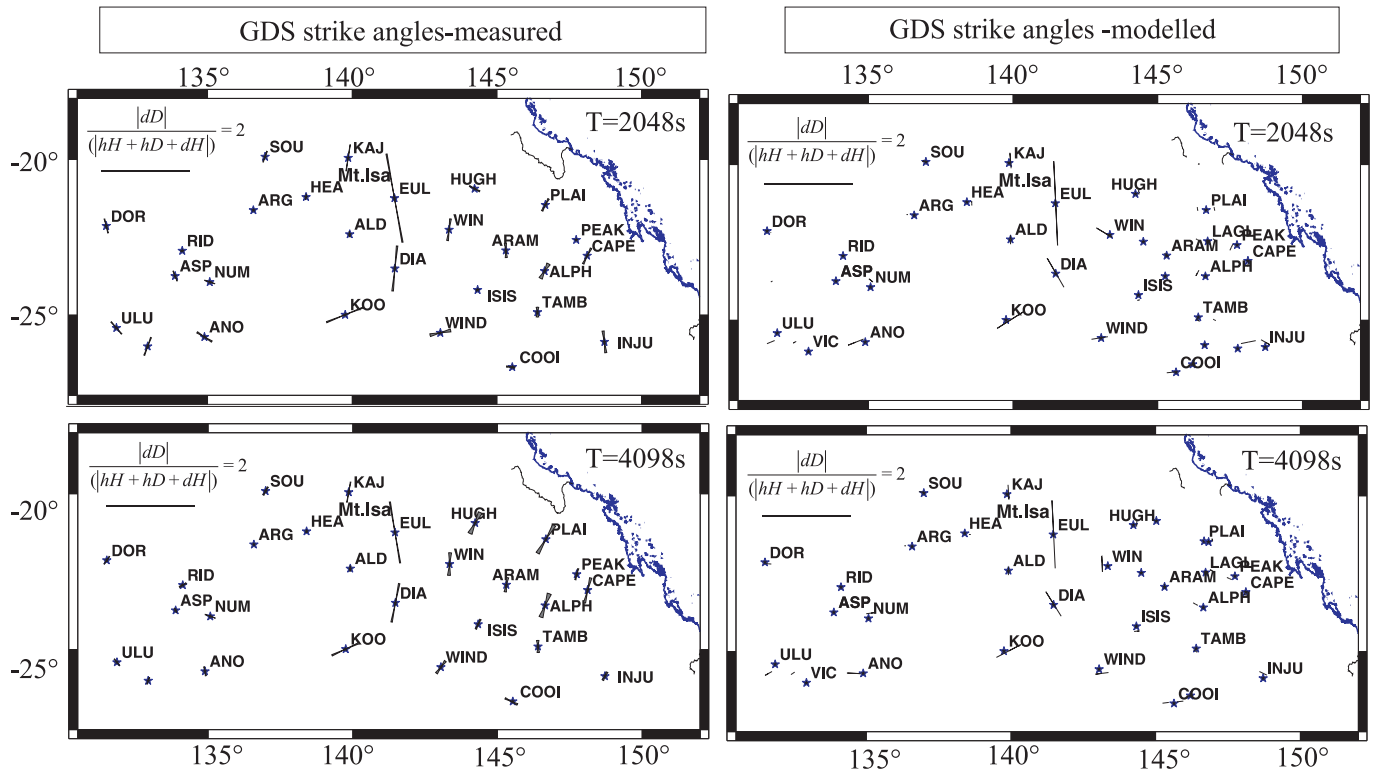 GDS strike angles-measured
GDS strike angles -modelled
135° 140° 145° 150°
135° 140° 145° 150°
-20°
-25°
|dD|
(|hH + hD + dH|) = 2
T=2048s
SOU
KAJ
Mt.Isa
HEA
ARG
EUL
HUGH
PLAI
DOR
ALD
WIN
PEAK
CAPE
RID
ARAM
ASP
NUM
DIA
ALPH
ISIS
KOO
TAMB
ULU
ANO
WIND
INJU
COOI
|dD|
(|hH + hD + dH|) = 2
T=2048s
SOU
KAJ
Mt.Isa
HEA
ARG
EUL
HUGH
PLAI
DOR
ALD
WIN
LAGL
PEAK
CAPE
RID
ARAM
ASP
NUM
DIA
ALPH
ISIS
KOO
TAMB
ULU
VIC
ANO
WIND
INJU
COOI
-20°
-25°
|dD|
(|hH + hD + dH|) = 2
T=4098s
SOU
KAJ
Mt.Isa
HEA
ARG
EUL
HUGH
PLAI
DOR
ALD
WIN
PEAK
CAPE
RID
ARAM
ASP
NUM
DIA
ALPH
ISIS
KOO
TAMB
ULU
ANO
WIND
INJU
COOI
135° 140° 145° 150°
|dD|
(|hH + hD + dH|) = 2
T=4098s
SOU
KAJ
Mt.Isa
HEA
ARG
EUL
HUGH
PLAI
DOR
ALD
WIN
LAGL
PEAK
CAPE
RID
ARAM
ASP
NUM
DIA
ALPH
ISIS
KOO
TAMB
ULU
VIC
ANO
WIND
INJU
COOI
135° 140° 145° 150°